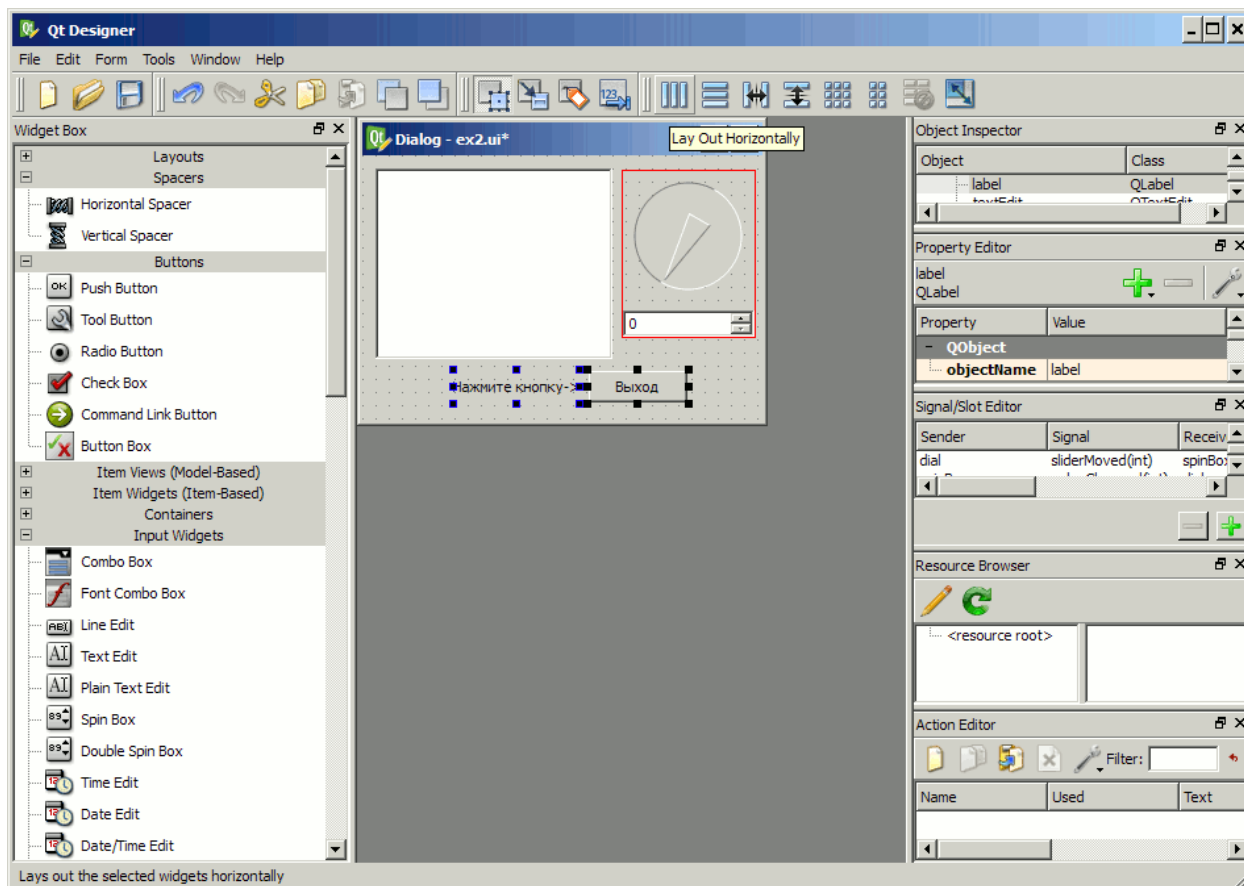 Qt Designer
File Edit Form Tools Window Help
Widget Box
Layouts
Spacers
Horizontal Spacer
Vertical Spacer
Buttons
OK
Push Button
Tool Button
Radio Button
Check Box
Command Link Button
Button Box
Item Views (Model-Based)
Item Widgets (Item-Based)
Containers
Input Widgets
Combo Box
Font Combo Box
Line Edit
Text Edit
Plain Text Edit
Spin Box
Double Spin Box
Time Edit
Date Edit
Date/Time Edit
Dialog - ex2.ui*
Lay Out Horizontally
0
Нажмите кнопку->
Выход
Object Inspector
Object Class
label QLabel
textEdit QTextEdit
Property Editor
label
QLabel
Property Value
QObject
objectName label
Signal/Slot Editor
Sender Signal Receiv
dial sliderMoved(int) spinBox
Resource Browser
<resource root>
Action Editor
Filter:
Name Used Text
Lays out the selected widgets horizontally